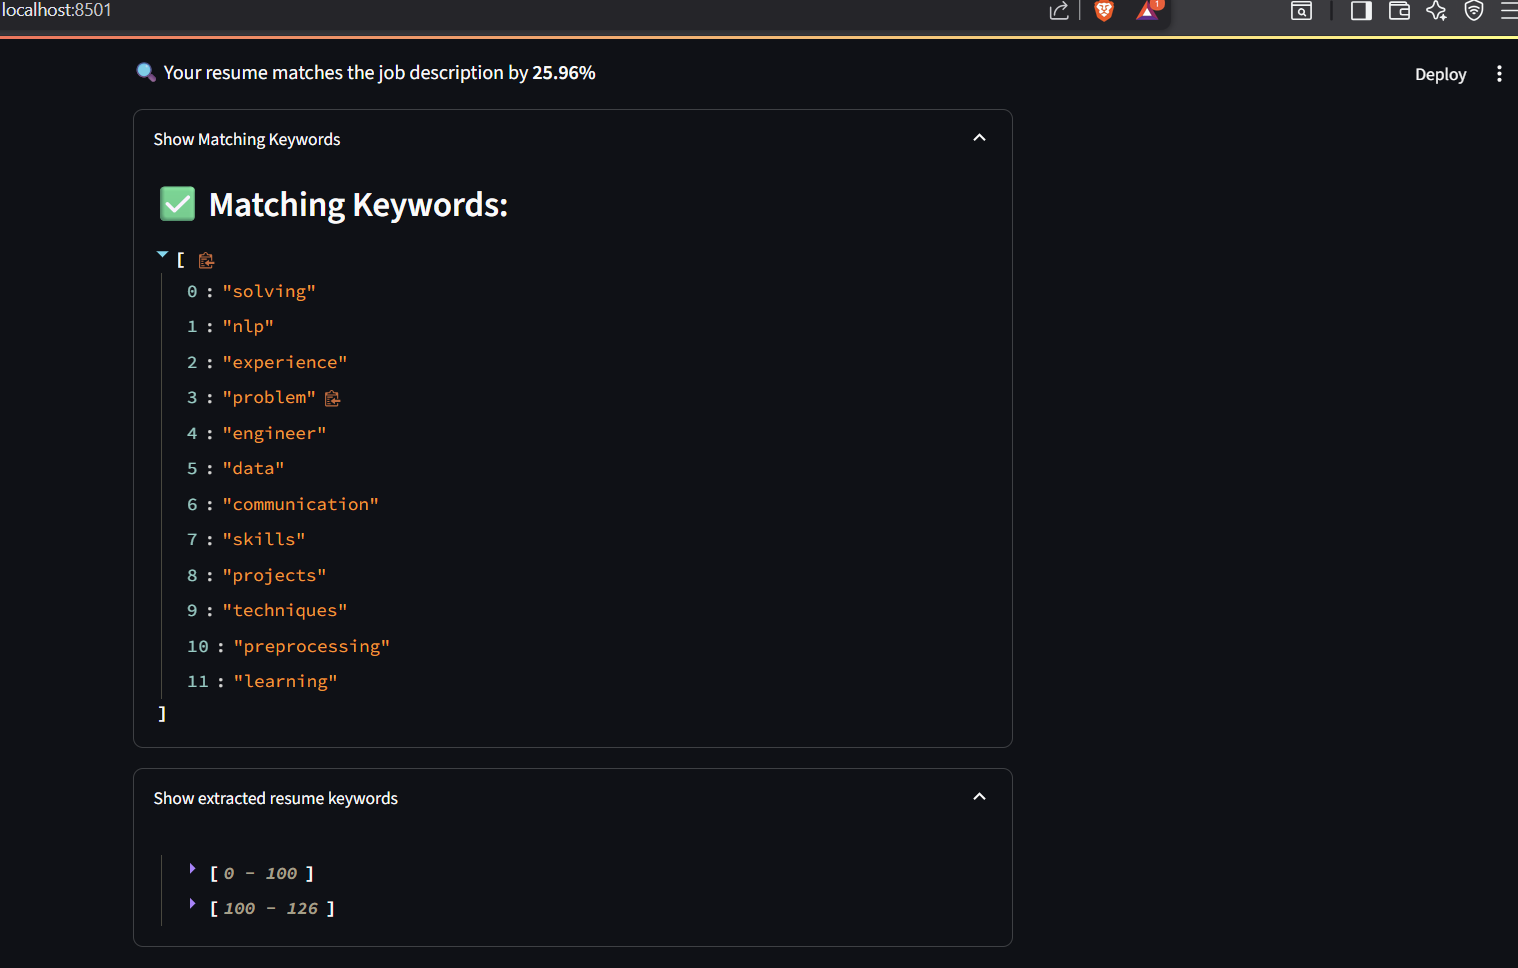 localhost:8501
1
Your resume matches the job description by 25.96%
Deploy
Show Matching Keywords
Matching Keywords:
[
0 : "solving"
1 : "nlp"
2 : "experience"
3 : "problem"
4 : "engineer"
5 : "data"
6 : "communication"
7 : "skills"
8 : "projects"
9 : "techniques"
10 : "preprocessing"
11 : "learning"
]
Show extracted resume keywords
[ 0 - 100 ]
[ 100 - 126 ]